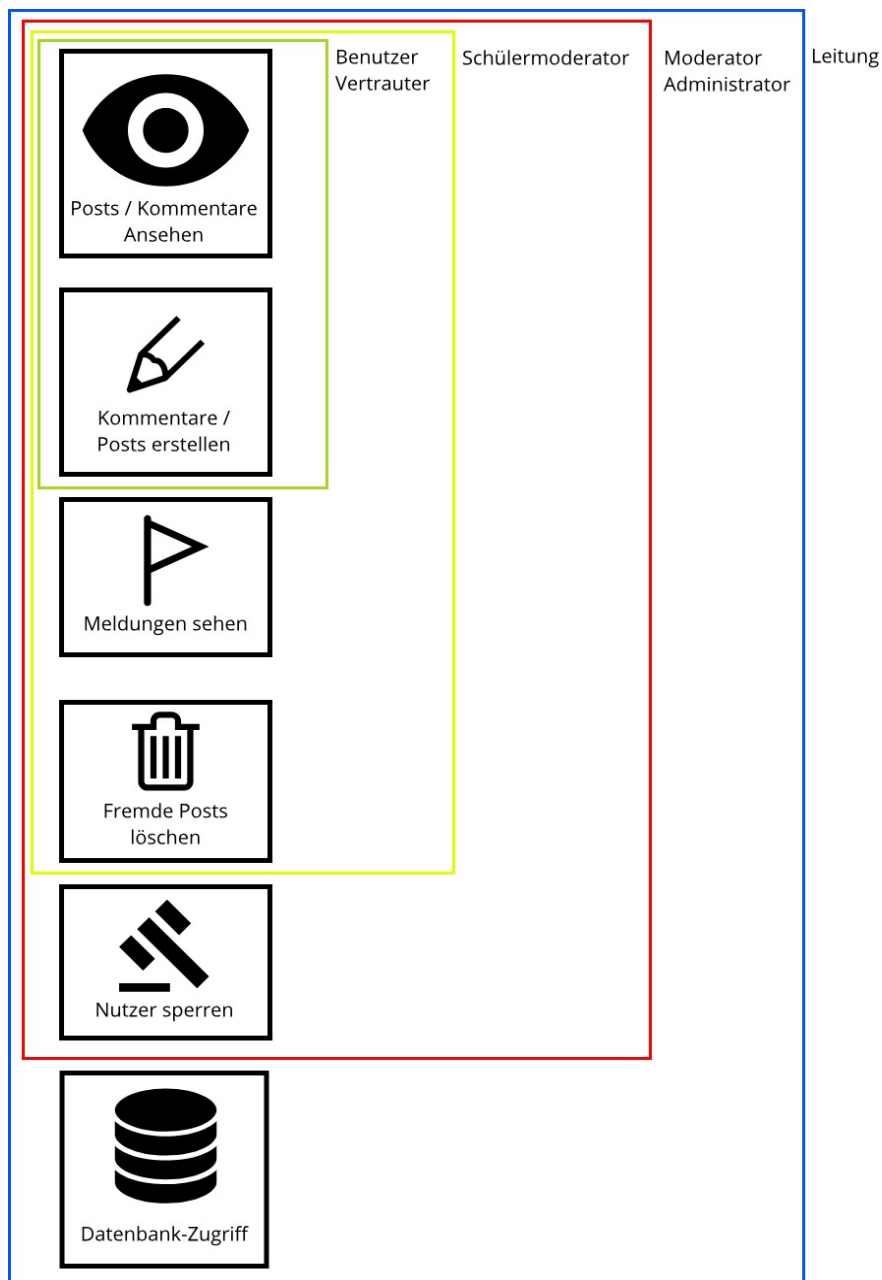 Benutzer
Vertrauter
Schülermoderator
Moderator
Administrator
Leitung
Posts / Kommentare
Ansehen
Kommentare /
Posts erstellen
Meldungen sehen
Fremde Posts
löschen
Nutzer sperren
Datenbank-Zugriff